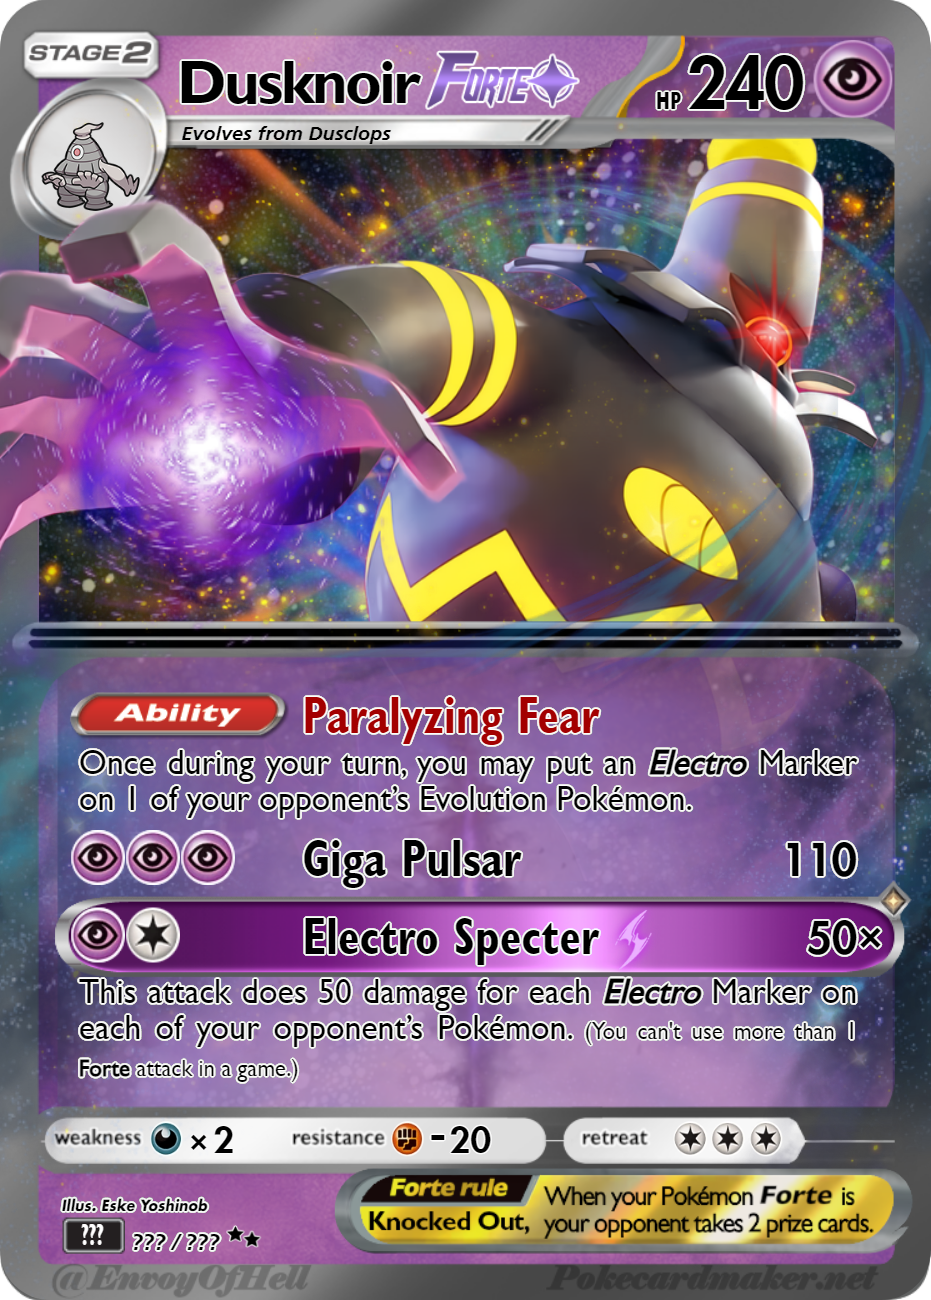 STAGE2
Dusknoir FORTE HP 240
Evolves from Dusclops
Ability Paralyzing Fear
Once during your turn, you may put an Electro Marker
on 1 of your opponent's Evolution Pokémon.
Giga Pulsar 110
Electro Specter 50×
This attack does 50 damage for each Electro Marker on
each of your opponent's Pokémon. (You can't use more than 1
Forte attack in a game.)
weakness ×2 resistance -20 retreat
Illus. Eske Yoshinob
??? ??? / ???
Forte rule When your Pokémon Forte is
Knocked Out, your opponent takes 2 prize cards.
@EnvoyOfHell Pokecardmaker.net